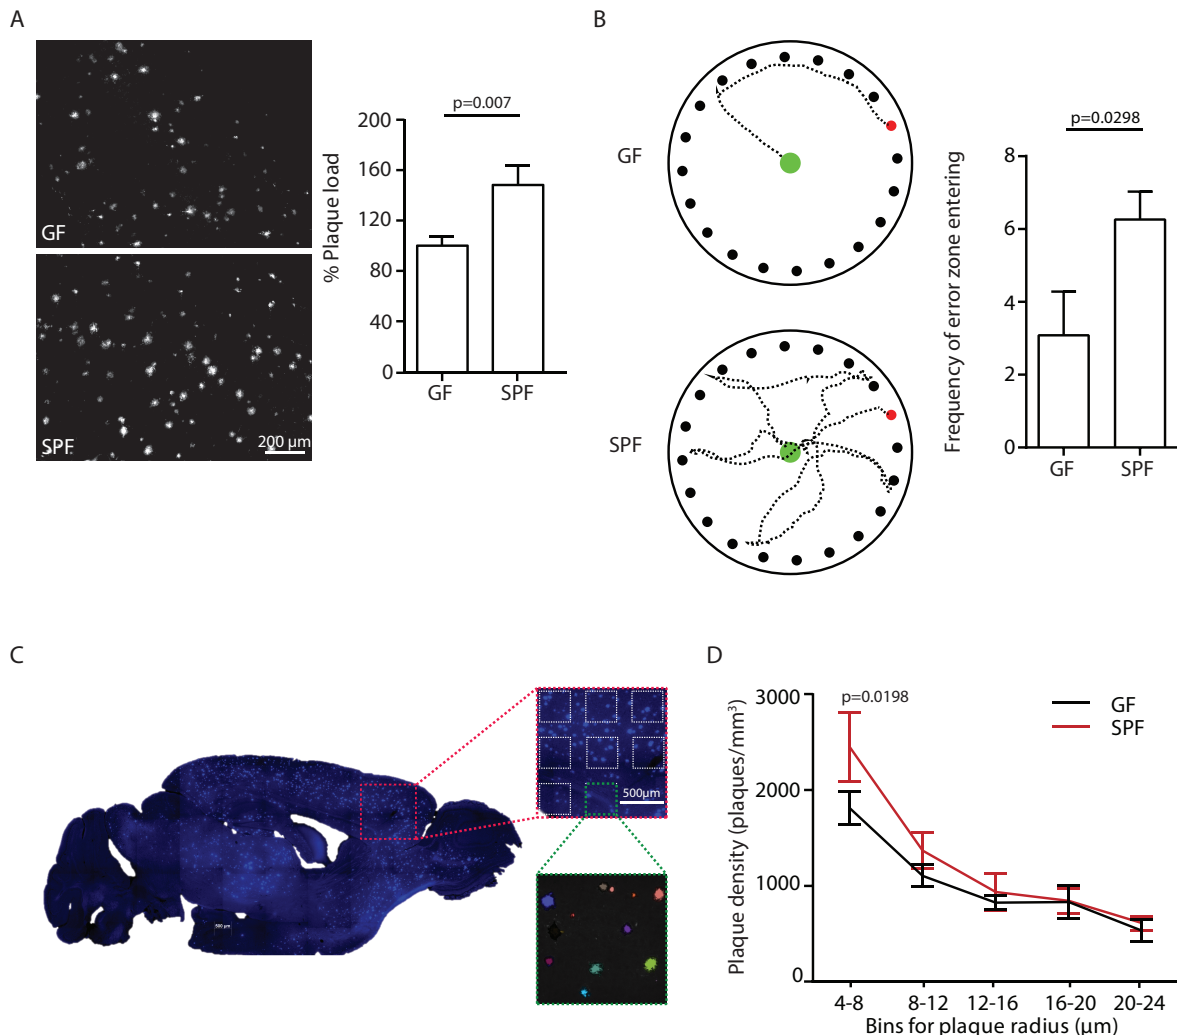 A
GF
SPF
200 µm
p=0.007
% Plaque load
200
160
120
80
40
0
GF
SPF
B
GF
SPF
p=0.0298
Frequency of error zone entering
8
6
4
2
0
GF
SPF
C
500 µm
500µm
D
p=0.0198
GF
SPF
Plaque density (plaques/mm³)
3000
2000
1000
0
4-8
8-12
12-16
16-20
20-24
Bins for plaque radius (µm)